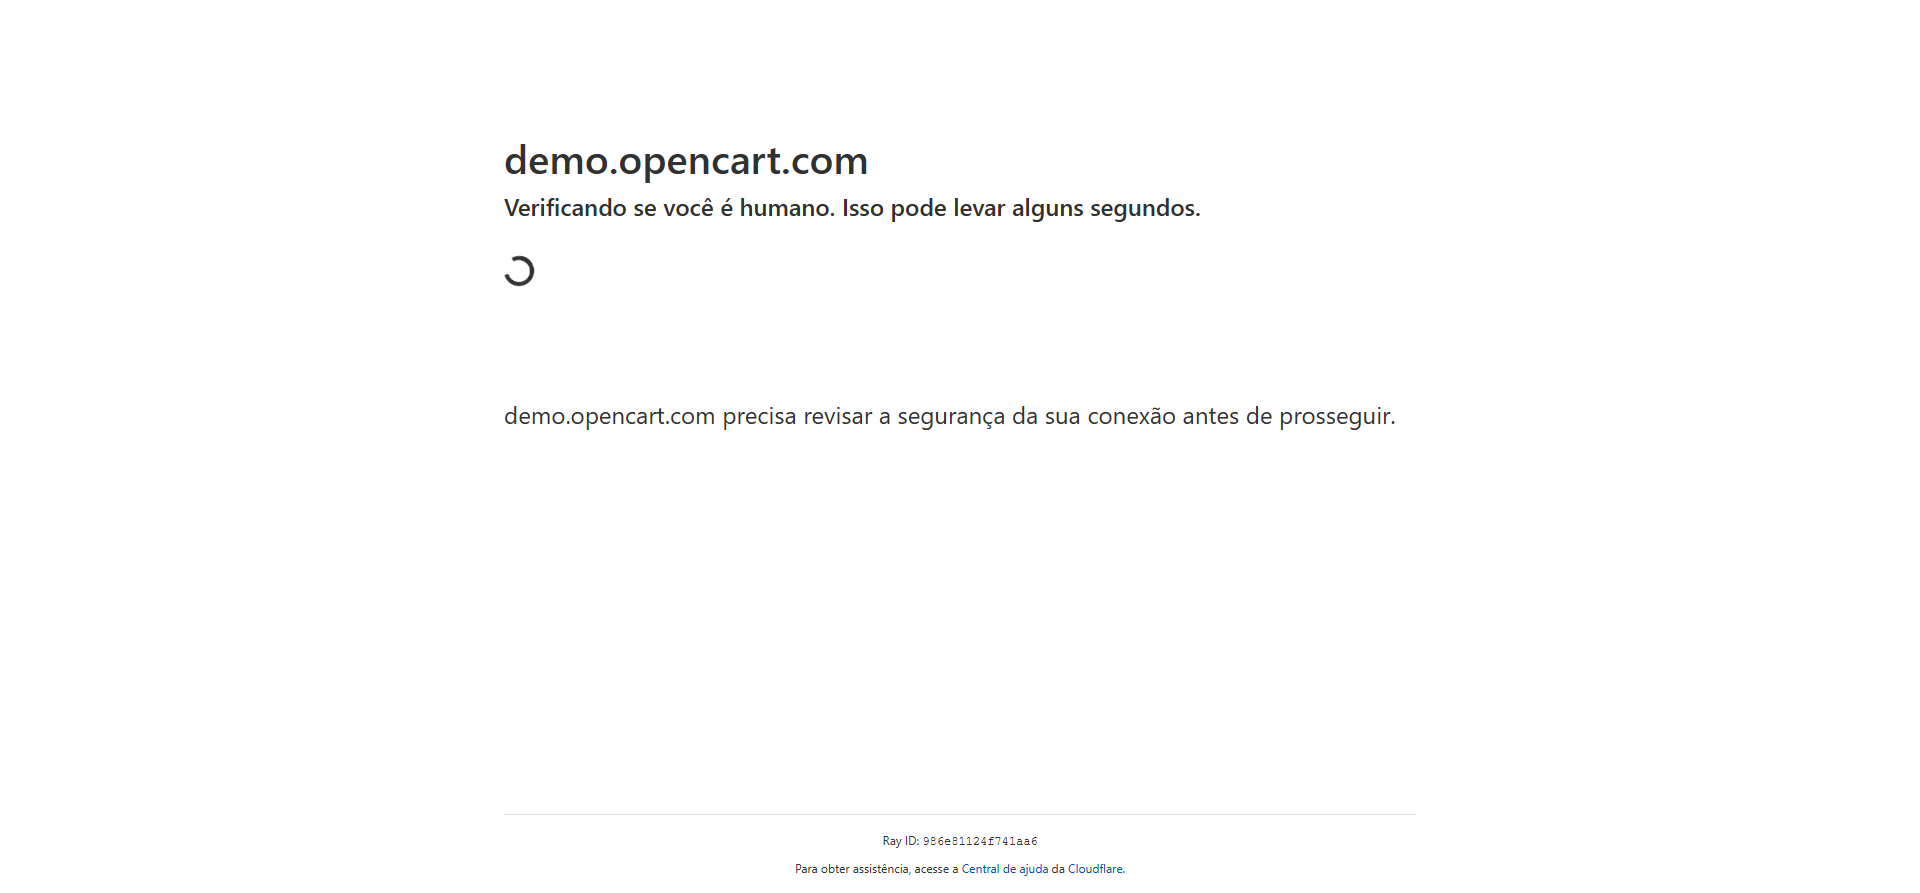 demo.opencart.com
Verificando se você é humano. Isso pode levar alguns segundos.
demo.opencart.com precisa revisar a segurança da sua conexão antes de prosseguir.
Ray ID: 986e81124f741aa6
Para obter assistência, acesse a Central de ajuda da Cloudflare.